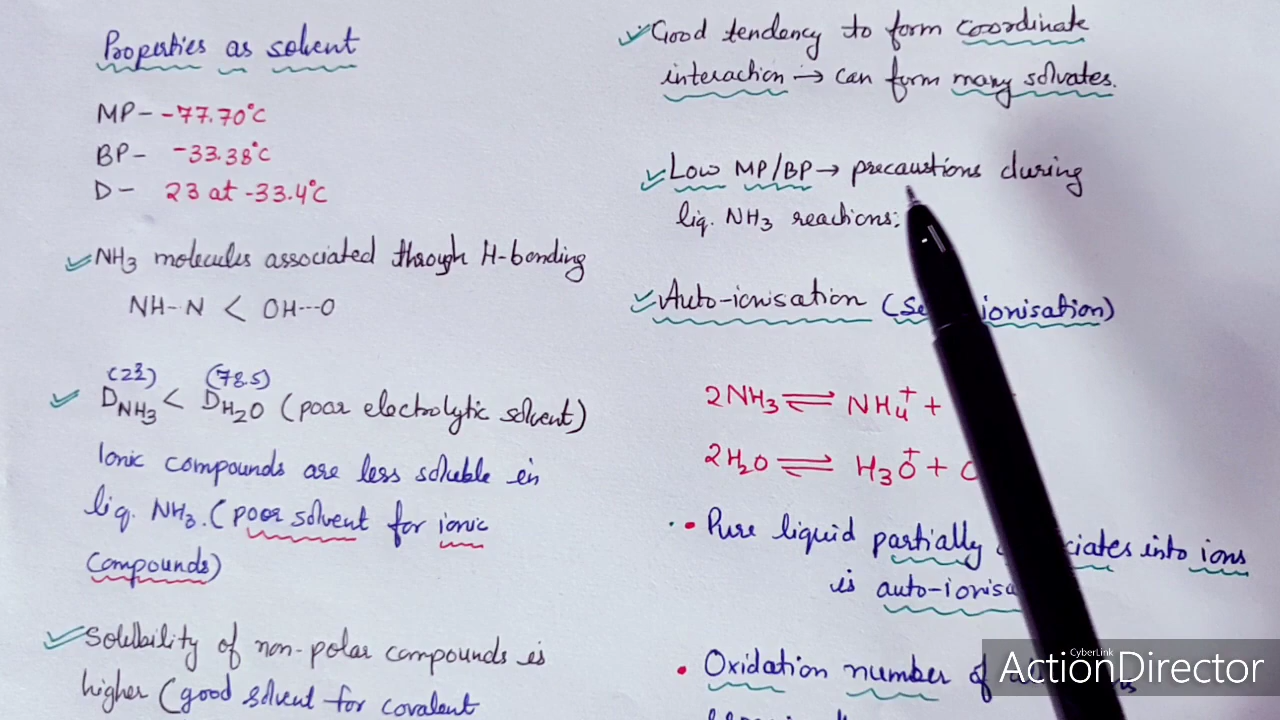 Properties as solvent
MP - -77.70°C
BP - -33.38°C
D - 23 at -33.4°C
NH3 molecules associated through H-bonding
NH--N < OH---O
(23) (78.5)
DNH3 < DH2O (poor electrolytic solvent)
Ionic compounds are less soluble in
liq. NH3. (poor solvent for ionic
compounds)
Solubility of non-polar compounds is
higher (good solvent for covalent
Good tendency to form coordinate
interaction → can form many solvates.
Low MP/BP → precaustions during
liq. NH3 reactions.
Auto-ionisation ( ionisation)
2NH3 ⇌ NH4+ +
2H2O ⇌ H3O+ +
• Pure liquid partially into ions
is
• Oxidation number of
CyberLink
ActionDirector